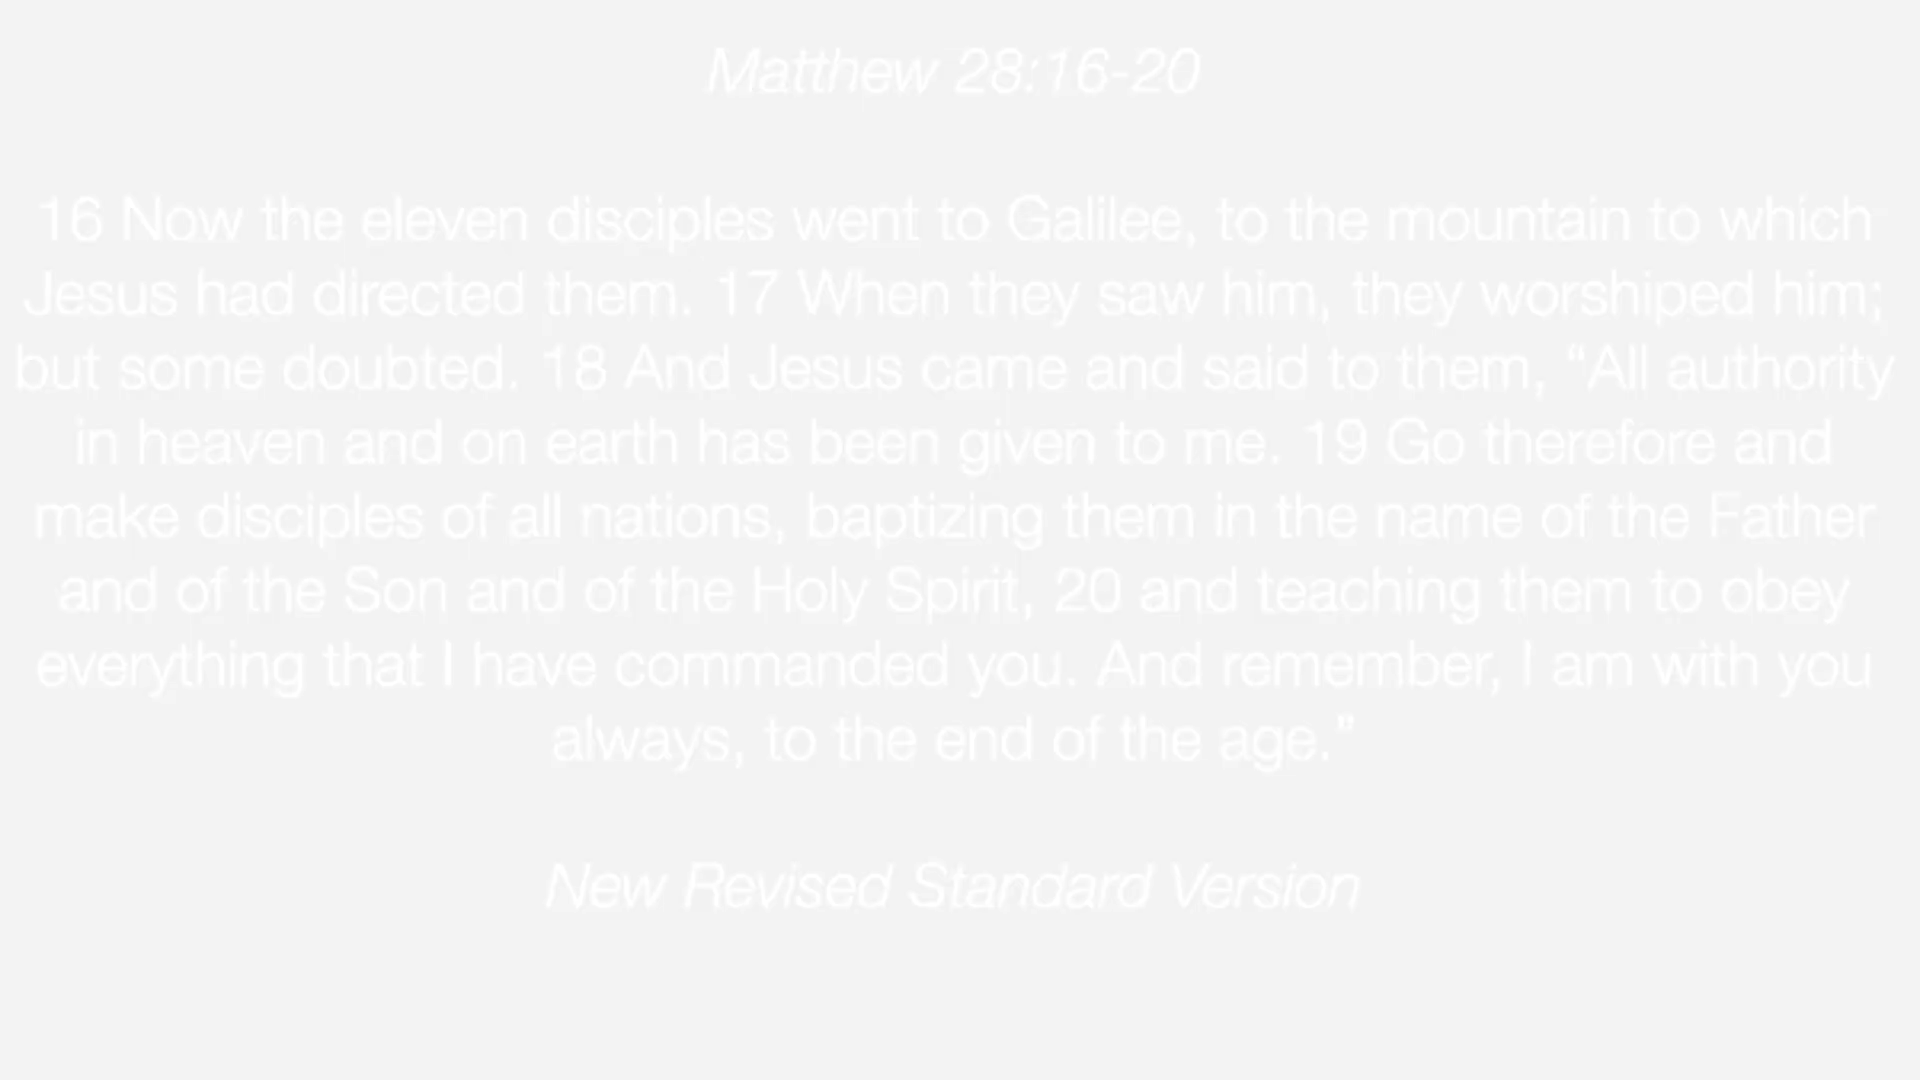 Matthew 28:16-20
16 Now the eleven disciples went to Galilee, to the mountain to which
Jesus had directed them. 17 When they saw him, they worshiped him;
but some doubted. 18 And Jesus came and said to them, “All authority
in heaven and on earth has been given to me. 19 Go therefore and
make disciples of all nations, baptizing them in the name of the Father
and of the Son and of the Holy Spirit, 20 and teaching them to obey
everything that I have commanded you. And remember, I am with you
always, to the end of the age.”
New Revised Standard Version